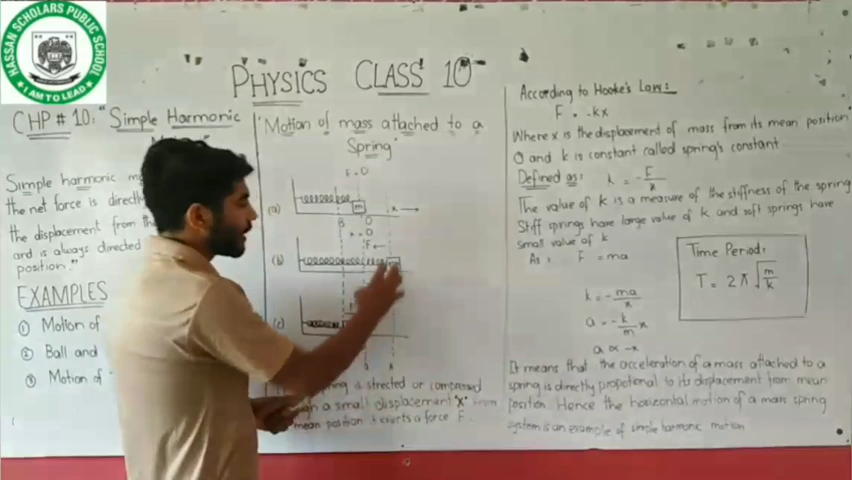 HASSAN SCHOLARS PUBLIC SCHOOL
I AM TO LEAD
PHYSICS CLASS 10
CHP # 10: "Simple Harmonic
Simple harmonic
the net force is directly
the displacement from the
and is always directed
position."
EXAMPLES
① Motion of
② Ball and
③ Motion of
"Motion of mass attached to a
Spring"
F = 0
(a)
m
x
B
O
F
(b)
(c)
is streted or compressed
a small displacement "X" from
mean position it exerts a force F.
According to Hooke's Law:
F = -kx
Where x is the displacement of mass from its mean position
O and k is constant called spring's constant
Defined as: k = -F/x
The value of k is a measure of the stiffness of the spring
Stiff springs have large value of k and soft springs have
small value of k
As: F = ma
k = -ma/x
a = -k/m x
a ∝ -x
Time Period:
T = 2π√m/k
It means that the acceleration of a mass attached to a
spring is directly propotional to its displacement from mean
position. Hence the horizontal motion of a mass spring
system is an example of simple harmonic motion